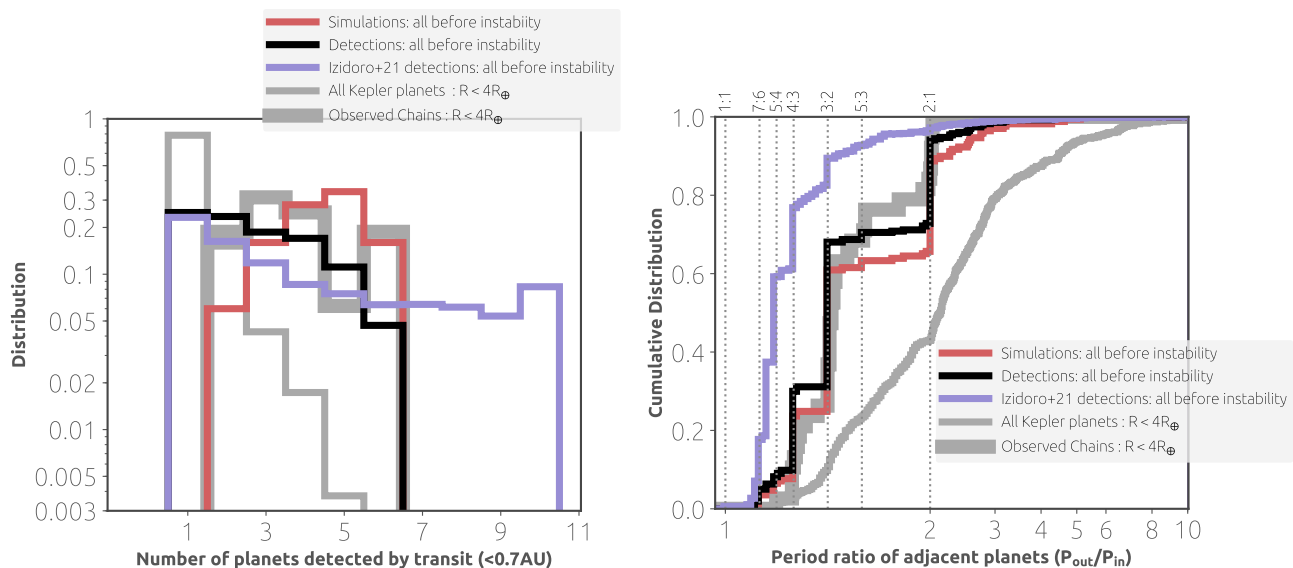 Simulations: all before instabiity
Detections: all before instability
Izidoro+21 detections: all before instability
All Kepler planets : R < 4R⊕
Observed Chains : R < 4R⊕
1
0.5
0.3
0.2
0.1
0.05
0.02
0.01
0.003
Distribution
1 3 5 7 9 11
Number of planets detected by transit (<0.7AU)
1:1 7:6 5:4 4:3 3:2 5:3 2:1
1.0
0.8
0.6
0.4
0.2
0.0
Cumulative Distribution
Simulations: all before instability
Detections: all before instability
Izidoro+21 detections: all before instability
All Kepler planets : R < 4R⊕
Observed Chains : R < 4R⊕
1 2 3 4 5 6 8 10
Period ratio of adjacent planets (Pout/Pin)